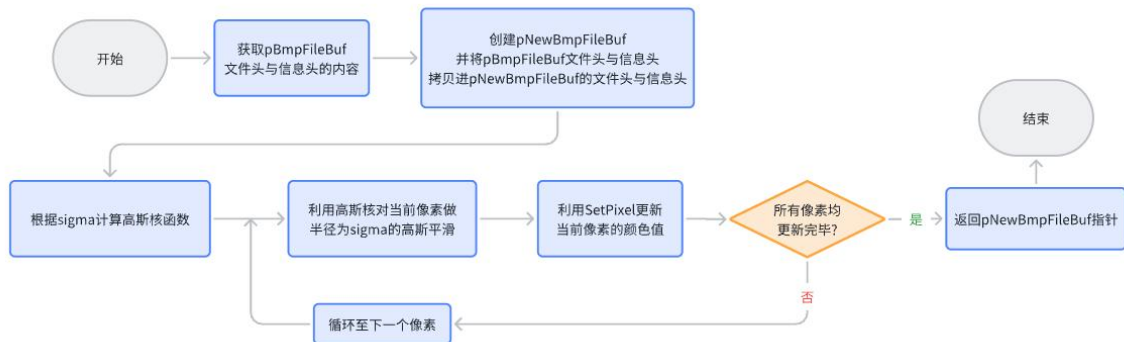 开始
获取pBmpFileBuf
文件头与信息头的内容
创建pNewBmpFileBuf
并将pBmpFileBuf文件头与信息头
拷贝进pNewBmpFileBuf的文件头与信息头
根据sigma计算高斯核函数
利用高斯核对当前像素做
半径为sigma的高斯平滑
利用SetPixel更新
当前像素的颜色值
所有像素均
更新完毕?
是
返回pNewBmpFileBuf指针
结束
否
循环至下一个像素